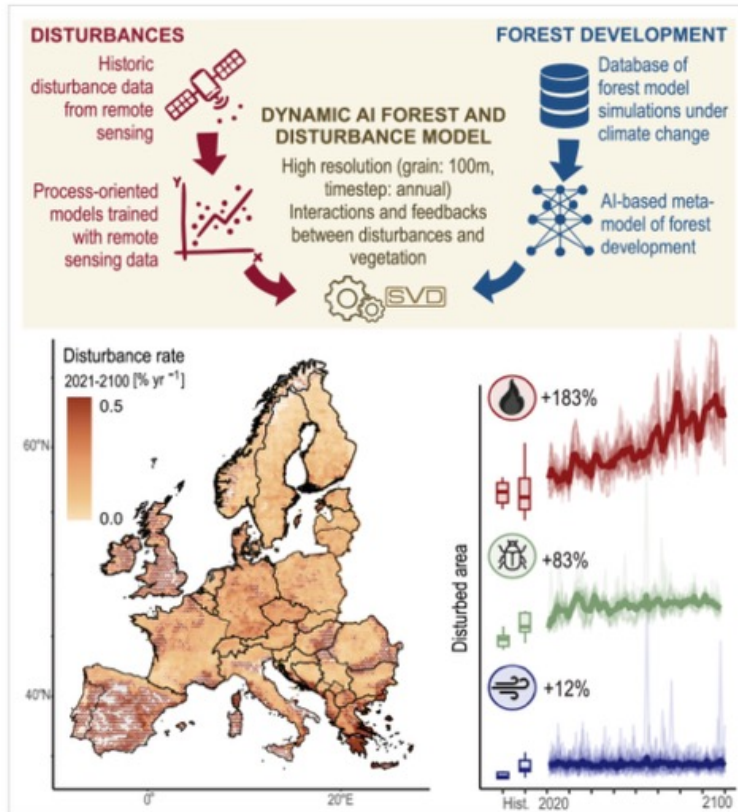 DISTURBANCES
Historic
disturbance data
from remote
sensing
Process-oriented
models trained
with remote
sensing data
Y
X
DYNAMIC AI FOREST AND
DISTURBANCE MODEL
High resolution (grain: 100m,
timestep: annual)
Interactions and feedbacks
between disturbances and
vegetation
SVD
FOREST DEVELOPMENT
Database of
forest model
simulations under
climate change
AI-based meta-
model of forest
development
Disturbance rate
2021-2100 [% yr⁻¹]
0.5
0.0
60°N
40°N
0°
20°E
Disturbed area
+183%
+83%
+12%
Hist. 2020
2100